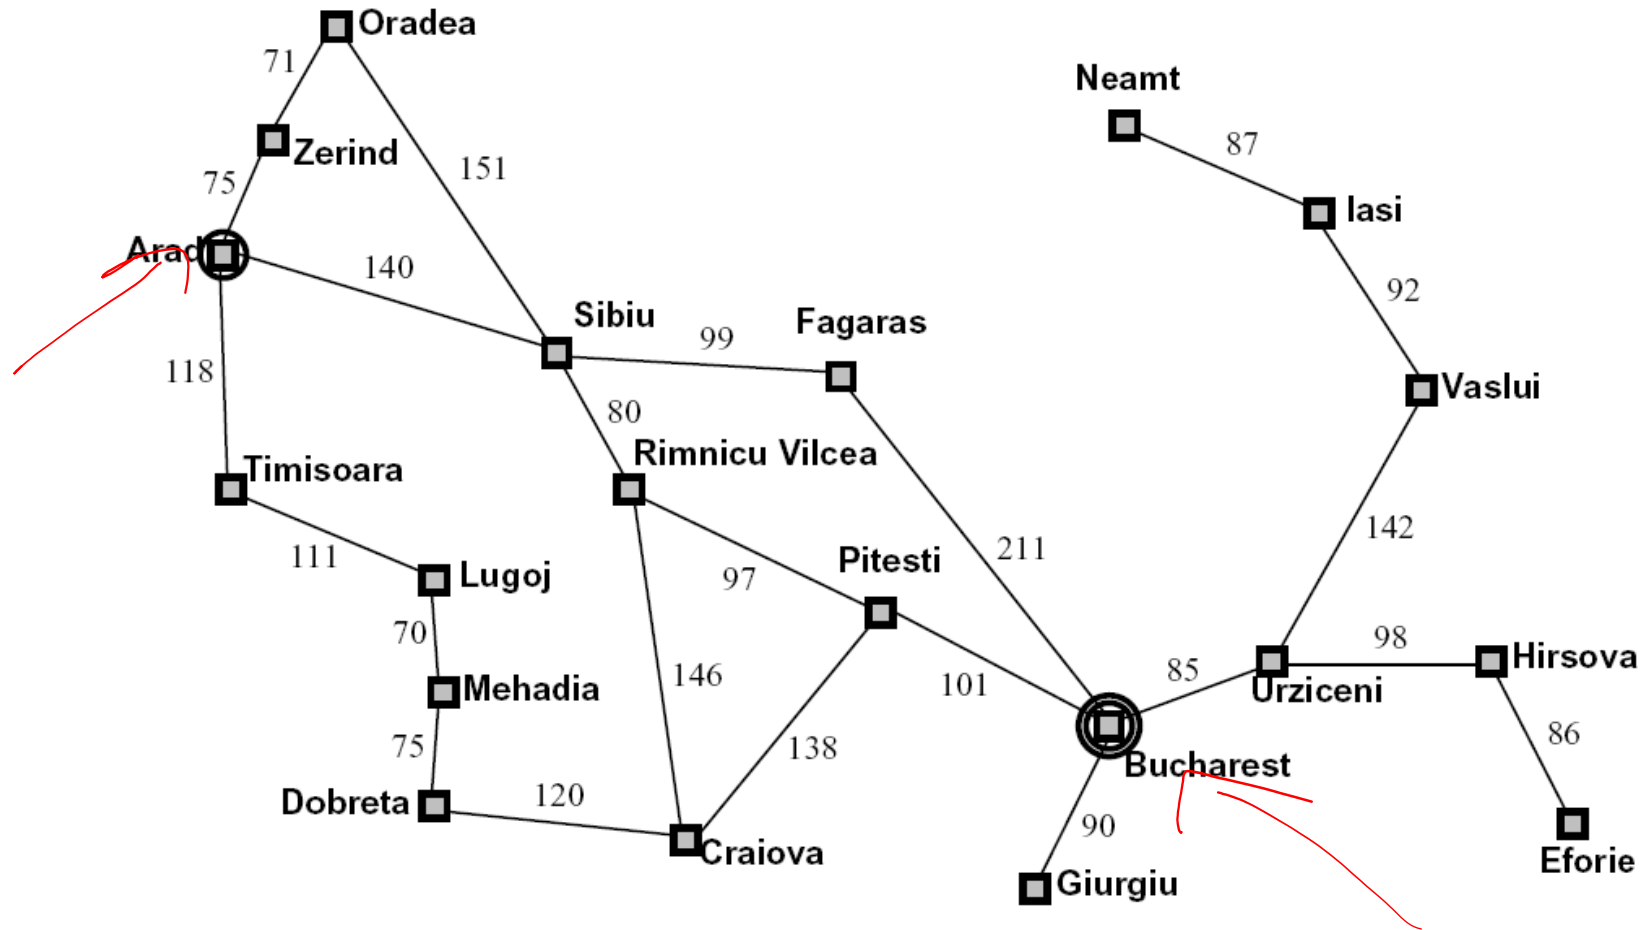 Oradea
71
Neamt
87
Zerind
151
75
Iasi
Arad
140
92
Sibiu
Fagaras
99
118
Vaslui
80
Rimnicu Vilcea
Timisoara
142
211
111
Pitesti
Lugoj
97
70
98
Hirsova
85
146
101
Mehadia
Urziceni
86
75
138
Bucharest
Dobreta
120
90
Craiova
Eforie
Giurgiu